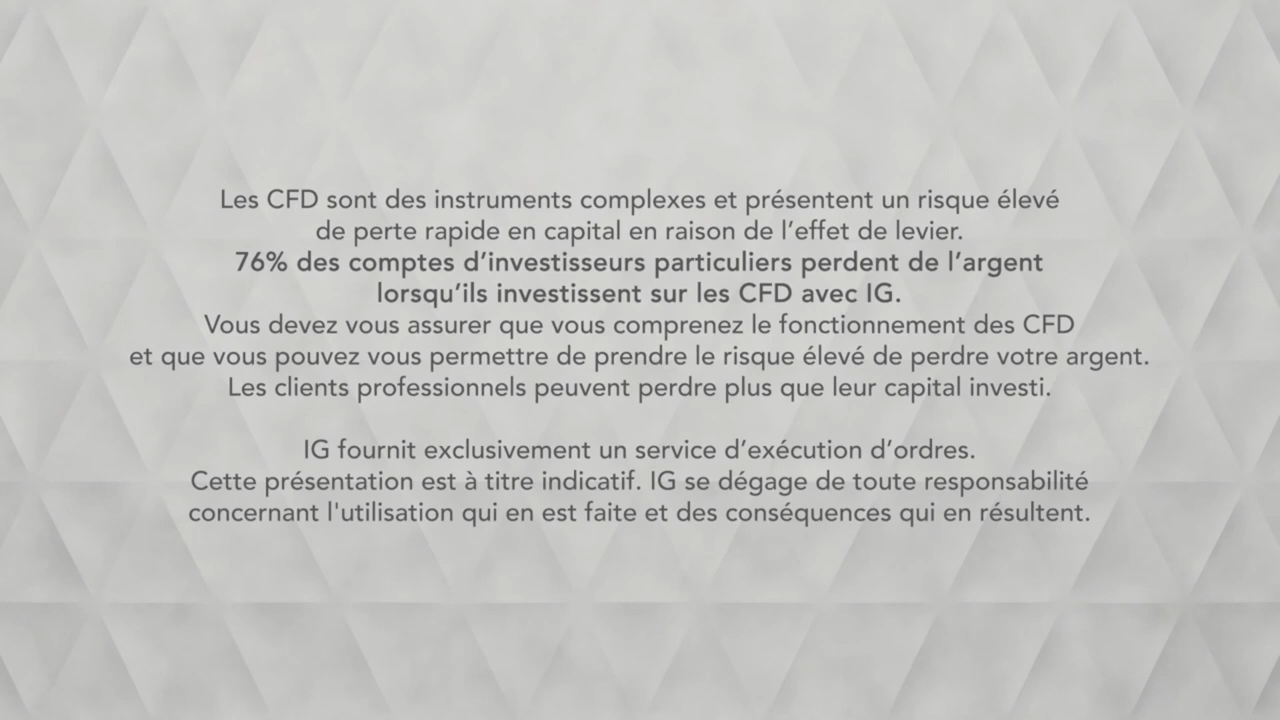 Les CFD sont des instruments complexes et présentent un risque élevé
de perte rapide en capital en raison de l’effet de levier.
76% des comptes d’investisseurs particuliers perdent de l’argent
lorsqu’ils investissent sur les CFD avec IG.
Vous devez vous assurer que vous comprenez le fonctionnement des CFD
et que vous pouvez vous permettre de prendre le risque élevé de perdre votre argent.
Les clients professionnels peuvent perdre plus que leur capital investi.
IG fournit exclusivement un service d’exécution d’ordres.
Cette présentation est à titre indicatif. IG se dégage de toute responsabilité
concernant l'utilisation qui en est faite et des conséquences qui en résultent.